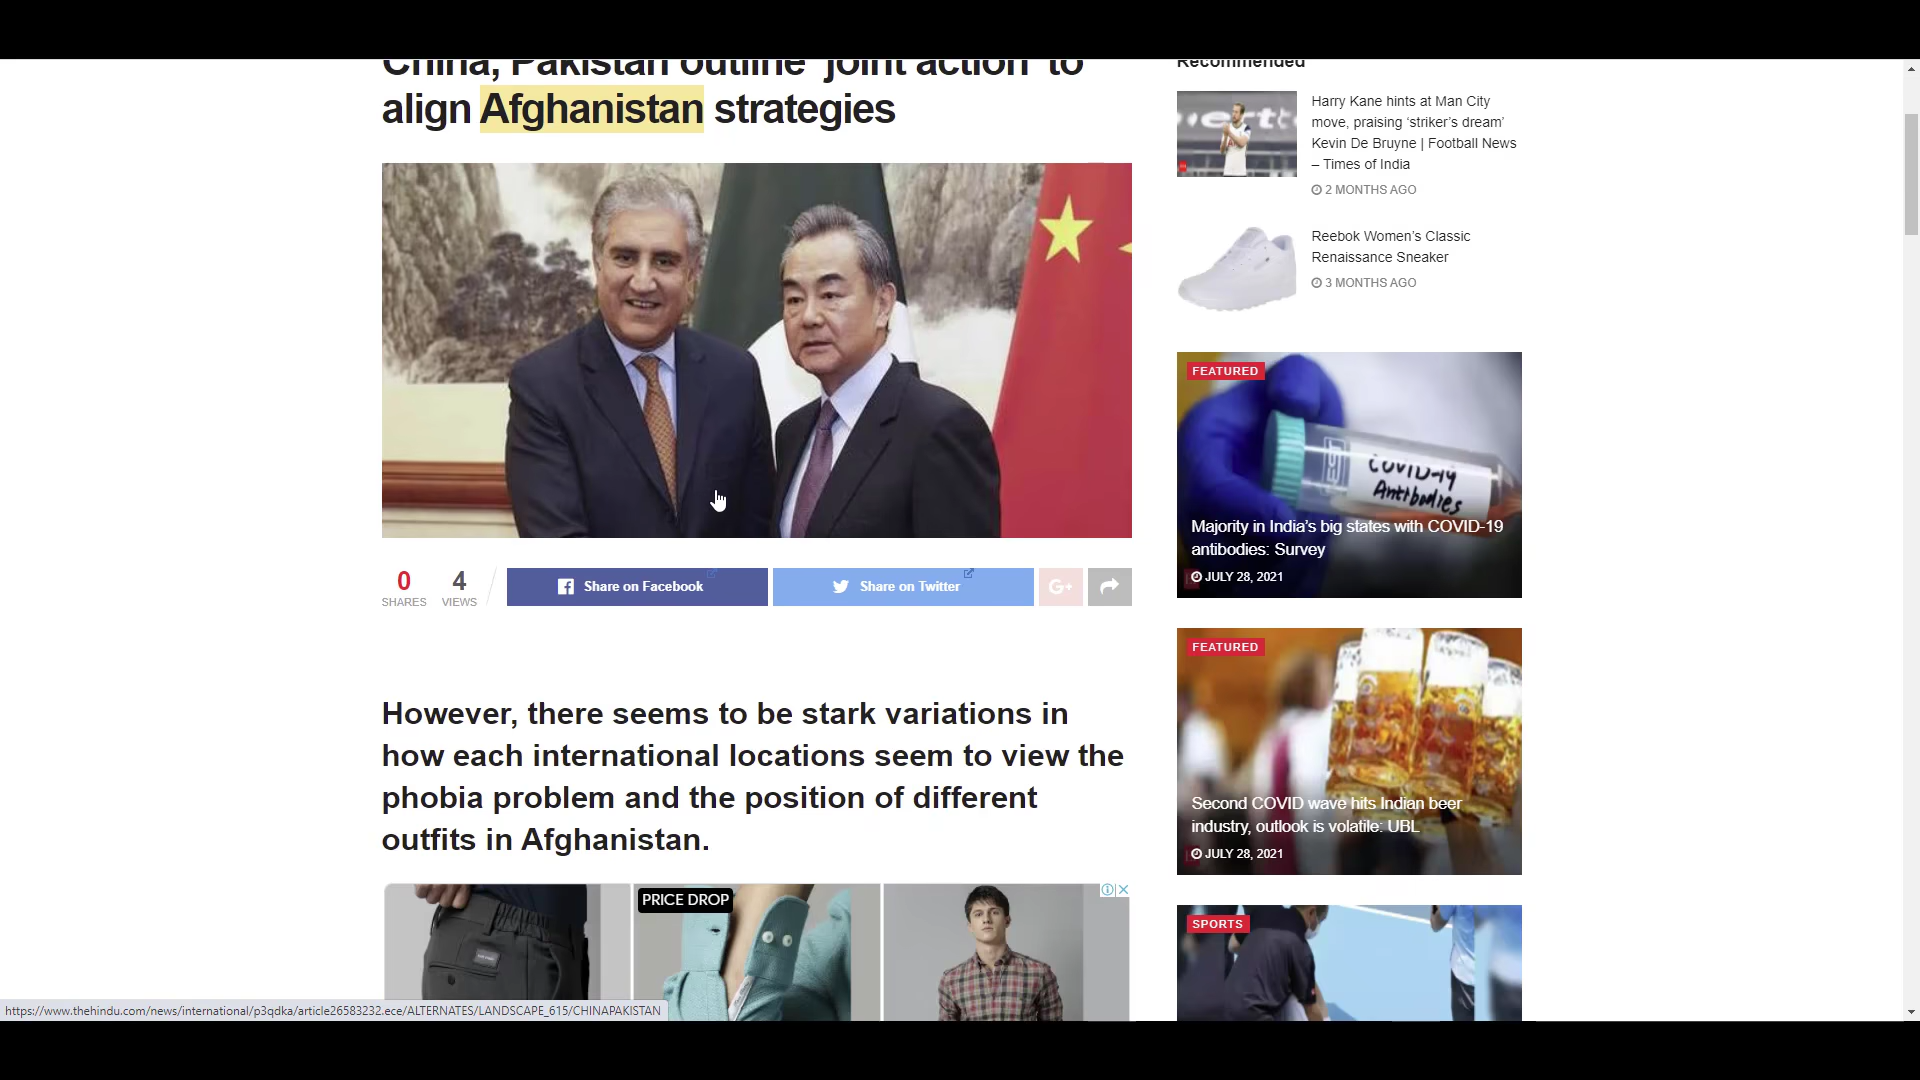 China, Pakistan outline 'joint action' to
align Afghanistan strategies
0
SHARES
4
VIEWS
Share on Facebook
Share on Twitter
G+
However, there seems to be stark variations in
how each international locations seem to view the
phobia problem and the position of different
outfits in Afghanistan.
PRICE DROP
Recommended
Harry Kane hints at Man City
move, praising ‘striker’s dream’
Kevin De Bruyne | Football News
– Times of India
2 MONTHS AGO
Reebok Women’s Classic
Renaissance Sneaker
3 MONTHS AGO
FEATURED
COVID-19
Antibodies
Majority in India’s big states with COVID-19
antibodies: Survey
JULY 28, 2021
FEATURED
Second COVID wave hits Indian beer
industry, outlook is volatile: UBL
JULY 28, 2021
SPORTS
https://www.thehindu.com/news/international/p3qdka/article26583232.ece/ALTERNATES/LANDSCAPE_615/CHINAPAKISTAN